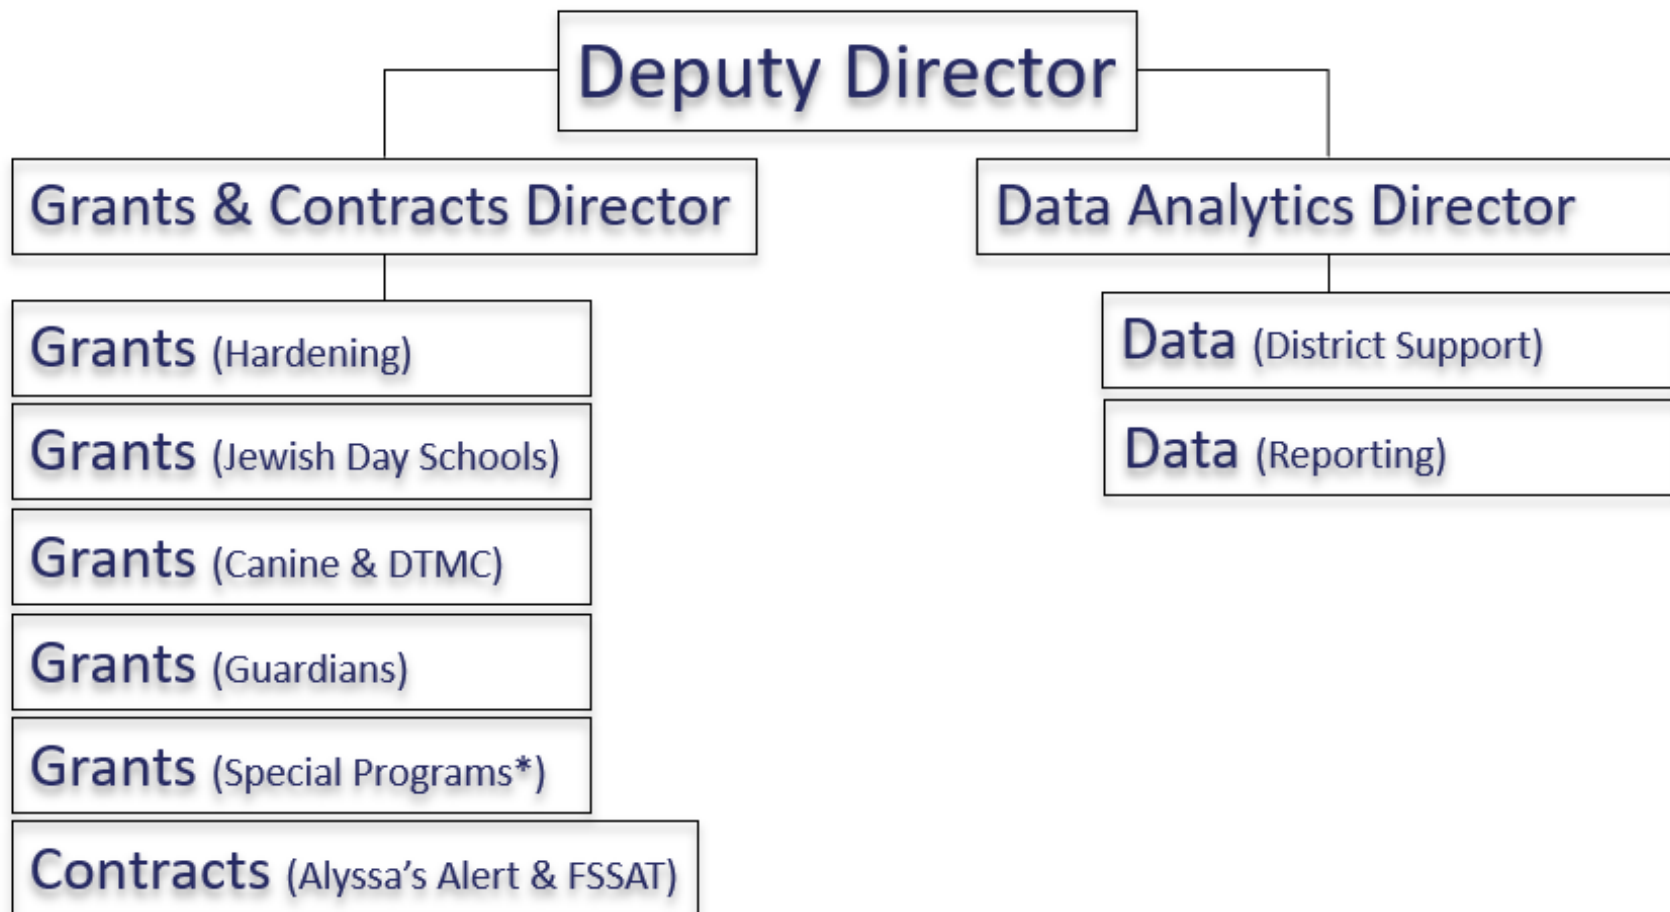 Deputy Director
Grants & Contracts Director
Data Analytics Director
Grants (Hardening)
Grants (Jewish Day Schools)
Grants (Canine & DTMC)
Grants (Guardians)
Grants (Special Programs*)
Contracts (Alyssa’s Alert & FSSAT)
Data (District Support)
Data (Reporting)